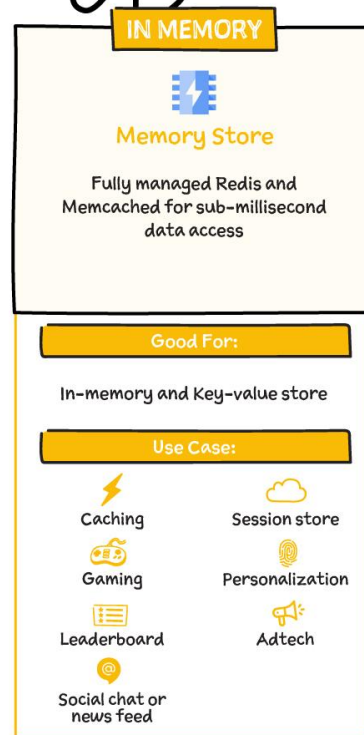 IN MEMORY
Memory Store
Fully managed Redis and
Memcached for sub-millisecond
data access
Good For:
In-memory and Key-value store
Use Case:
Caching
Session store
Gaming
Personalization
Leaderboard
Adtech
@
Social chat or
news feed